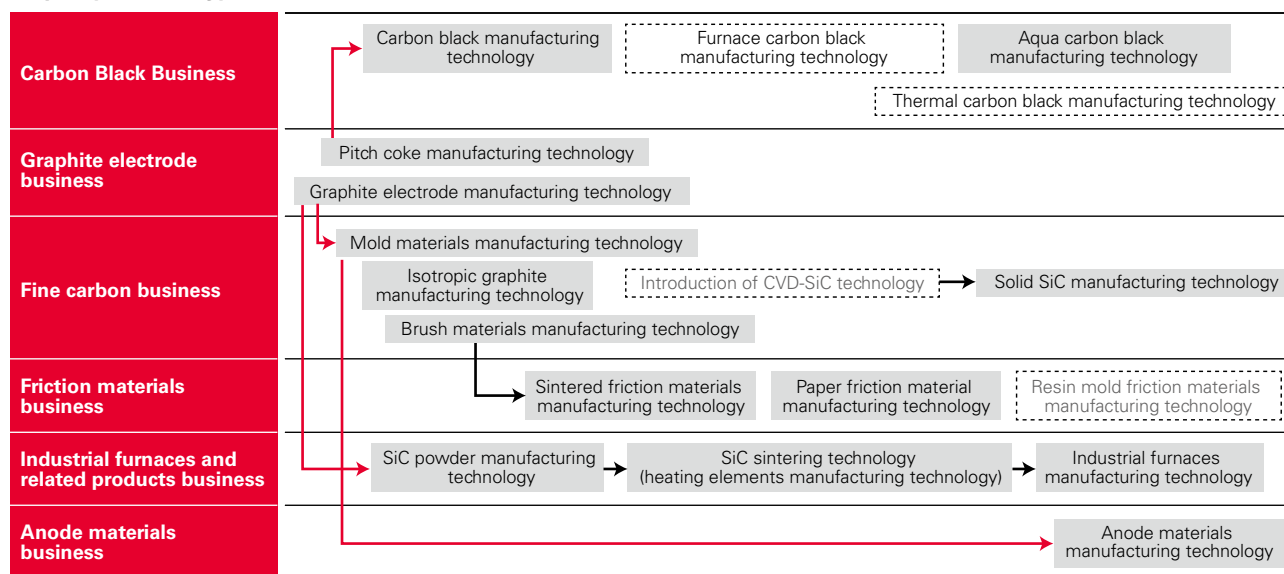 Carbon Black Business
Carbon black manufacturing
technology
Furnace carbon black
manufacturing technology
Aqua carbon black
manufacturing technology
Thermal carbon black manufacturing technology
Graphite electrode
business
Pitch coke manufacturing technology
Graphite electrode manufacturing technology
Fine carbon business
Mold materials manufacturing technology
Isotropic graphite
manufacturing technology
Introduction of CVD-SiC technology
Solid SiC manufacturing technology
Brush materials manufacturing technology
Friction materials
business
Sintered friction materials
manufacturing technology
Paper friction material
manufacturing technology
Resin mold friction materials
manufacturing technology
Industrial furnaces and
related products business
SiC powder manufacturing
technology
SiC sintering technology
(heating elements manufacturing technology)
Industrial furnaces
manufacturing technology
Anode materials
business
Anode materials
manufacturing technology